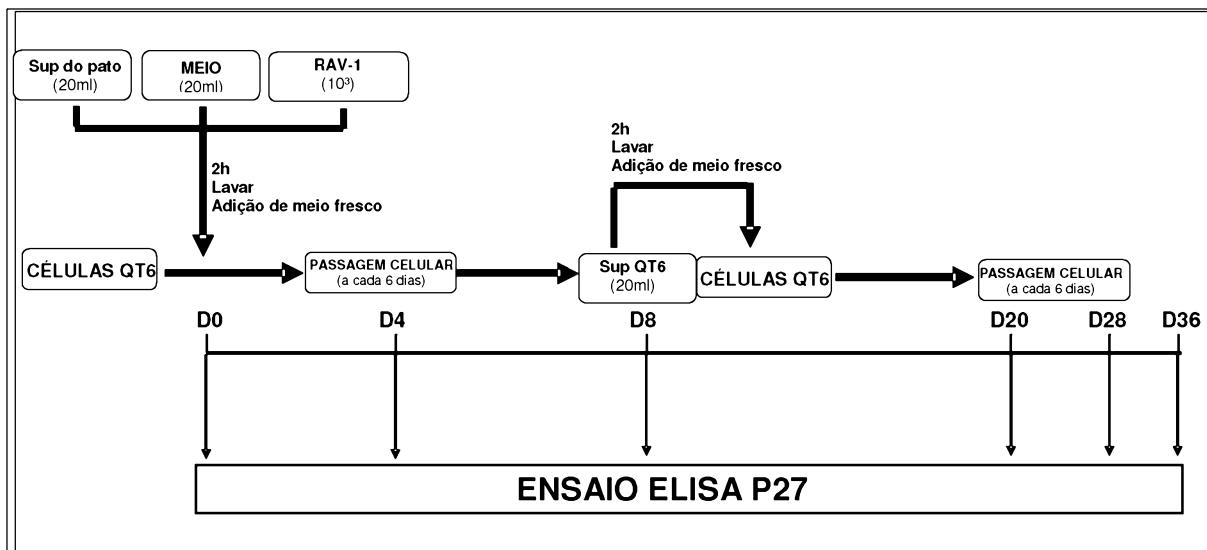 Sup do pato
(20ml)
MEIO
(20ml)
RAV-1
(10³)
2h
Lavar
Adição de meio fresco
2h
Lavar
Adição de meio fresco
CÉLULAS QT6
PASSAGEM CELULAR
(a cada 6 dias)
Sup QT6
(20ml)
CÉLULAS QT6
PASSAGEM CELULAR
(a cada 6 dias)
D0
D4
D8
D20
D28
D36
ENSAIO ELISA P27